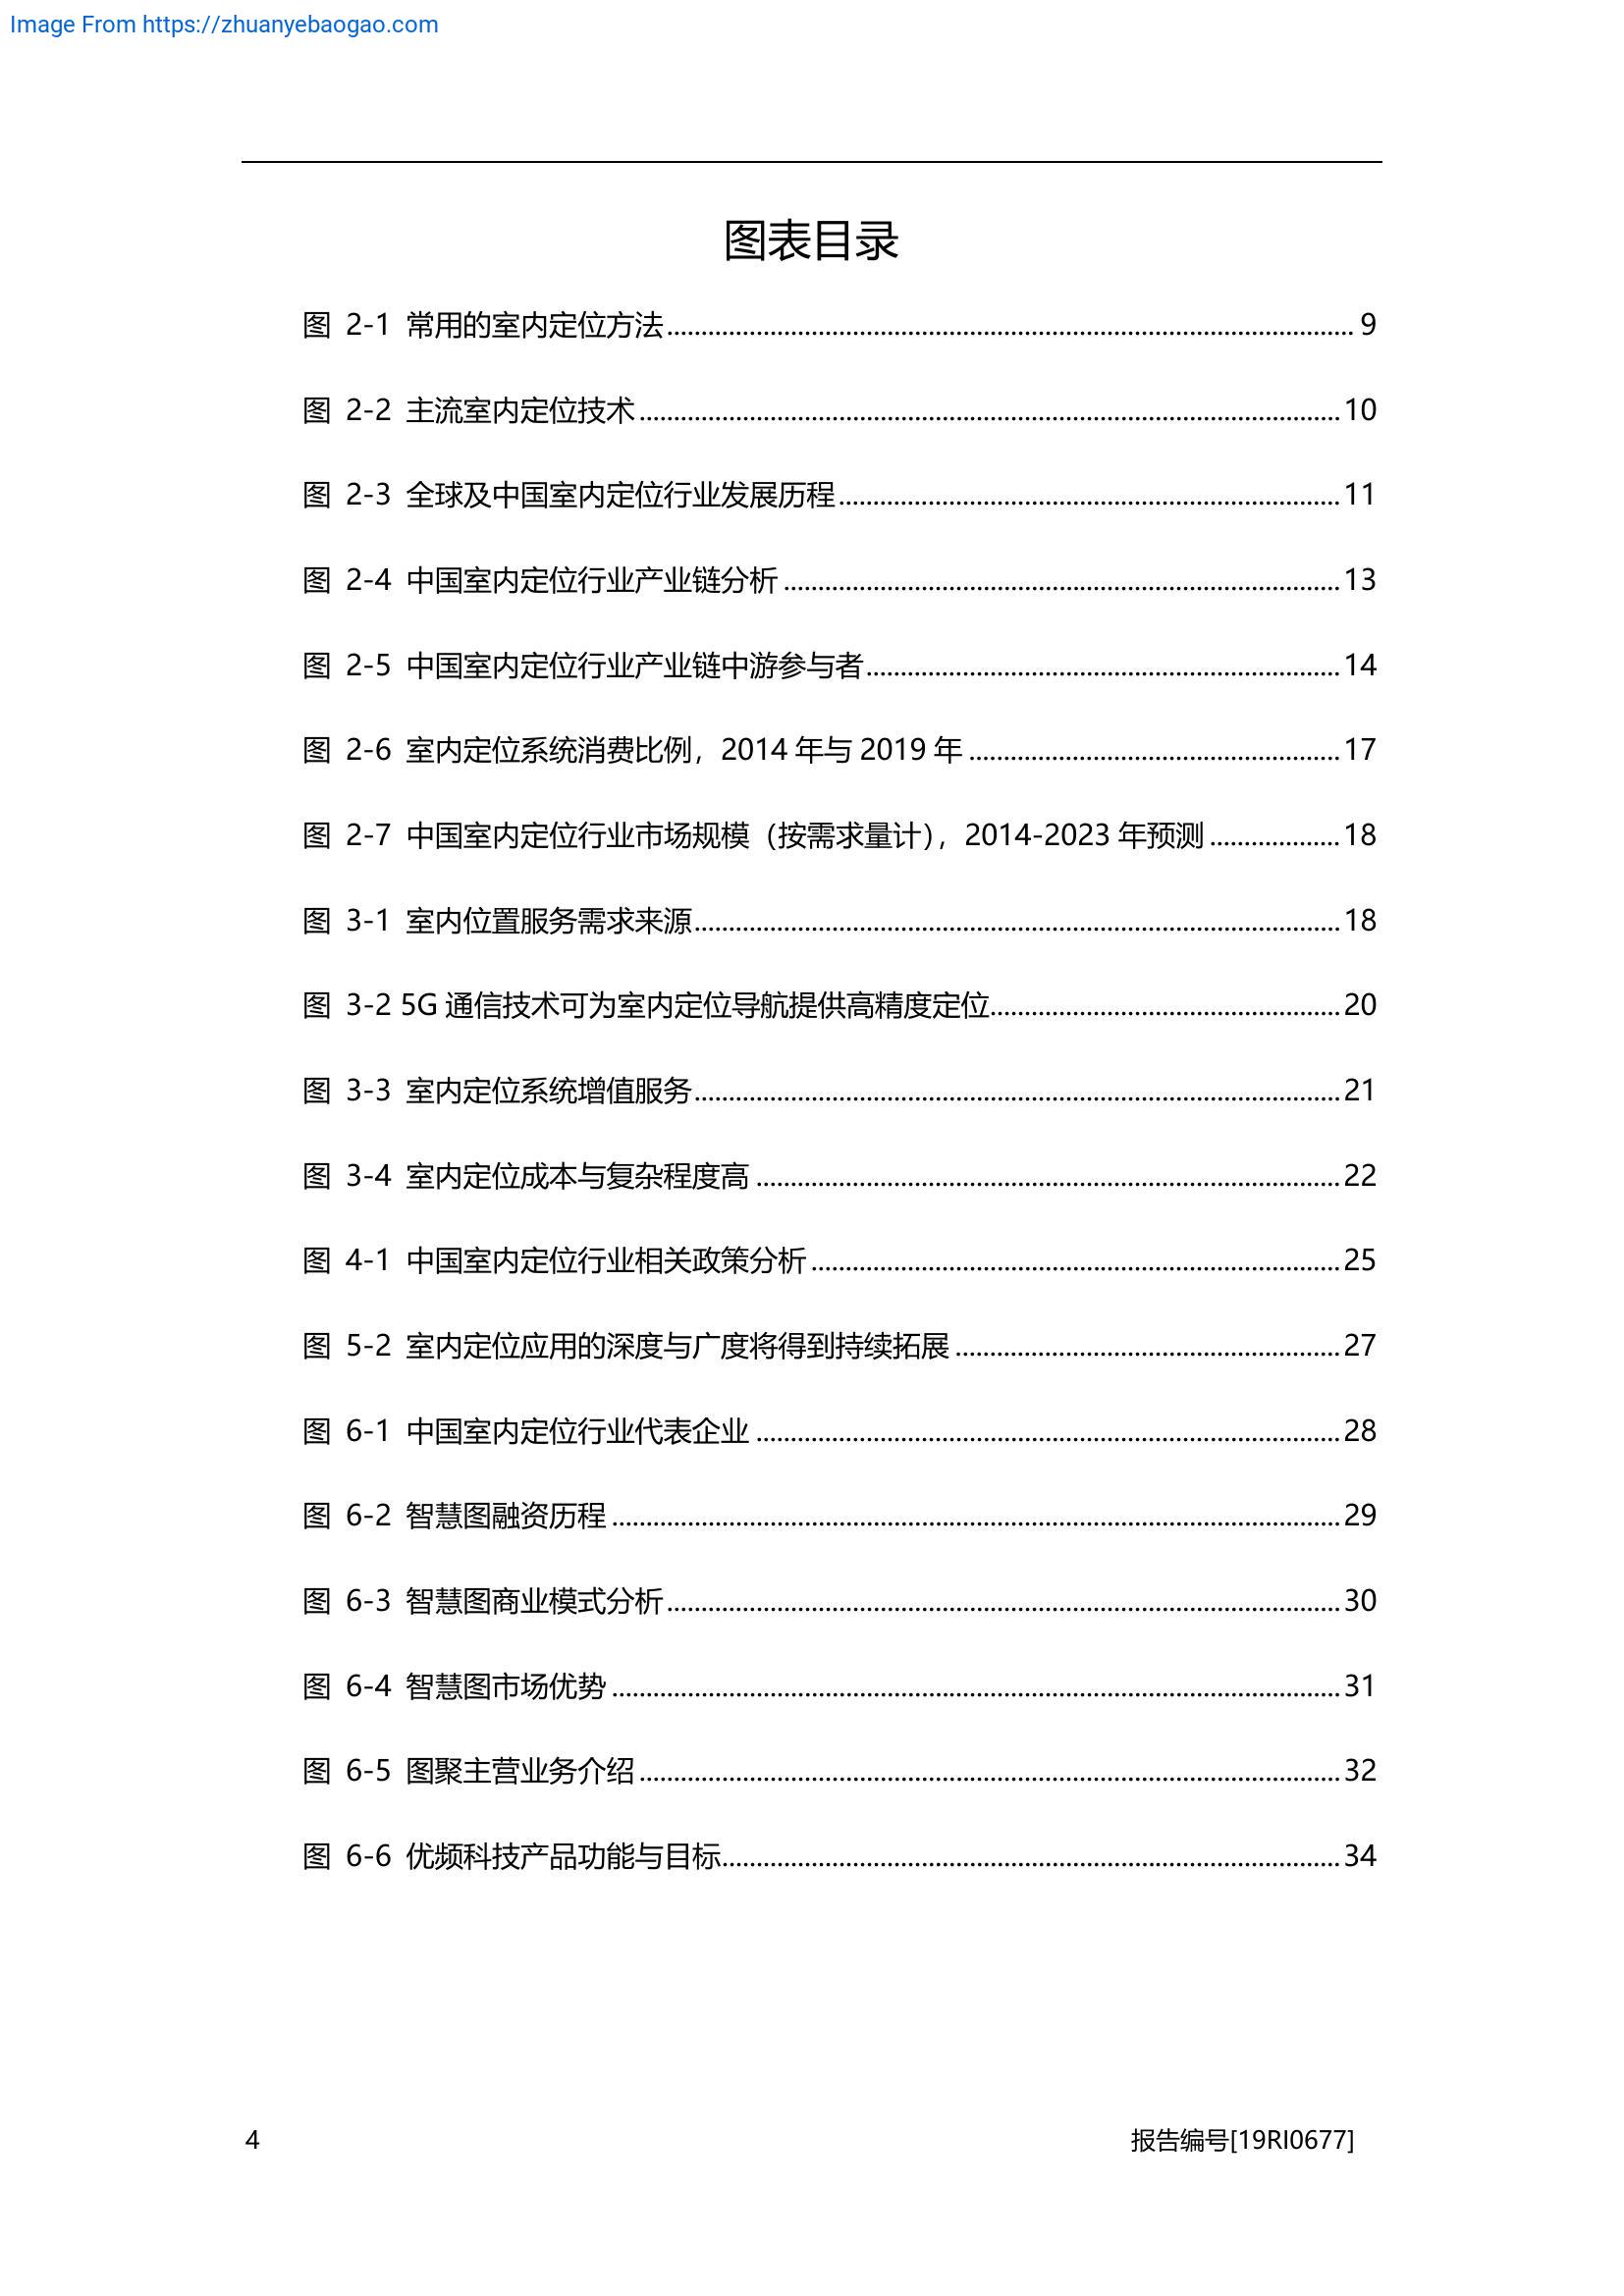 Image From https://zhuanyebaogao.com
图表目录
图 2-1 常用的室内定位方法 9
图 2-2 主流室内定位技术 10
图 2-3 全球及中国室内定位行业发展历程 11
图 2-4 中国室内定位行业产业链分析 13
图 2-5 中国室内定位行业产业链中游参与者 14
图 2-6 室内定位系统消费比例，2014 年与 2019 年 17
图 2-7 中国室内定位行业市场规模（按需求量计），2014-2023 年预测 18
图 3-1 室内位置服务需求来源 18
图 3-2 5G 通信技术可为室内定位导航提供高精度定位 20
图 3-3 室内定位系统增值服务 21
图 3-4 室内定位成本与复杂程度高 22
图 4-1 中国室内定位行业相关政策分析 25
图 5-2 室内定位应用的深度与广度将得到持续拓展 27
图 6-1 中国室内定位行业代表企业 28
图 6-2 智慧图融资历程 29
图 6-3 智慧图商业模式分析 30
图 6-4 智慧图市场优势 31
图 6-5 图聚主营业务介绍 32
图 6-6 优频科技产品功能与目标 34
4 报告编号[19RI0677]